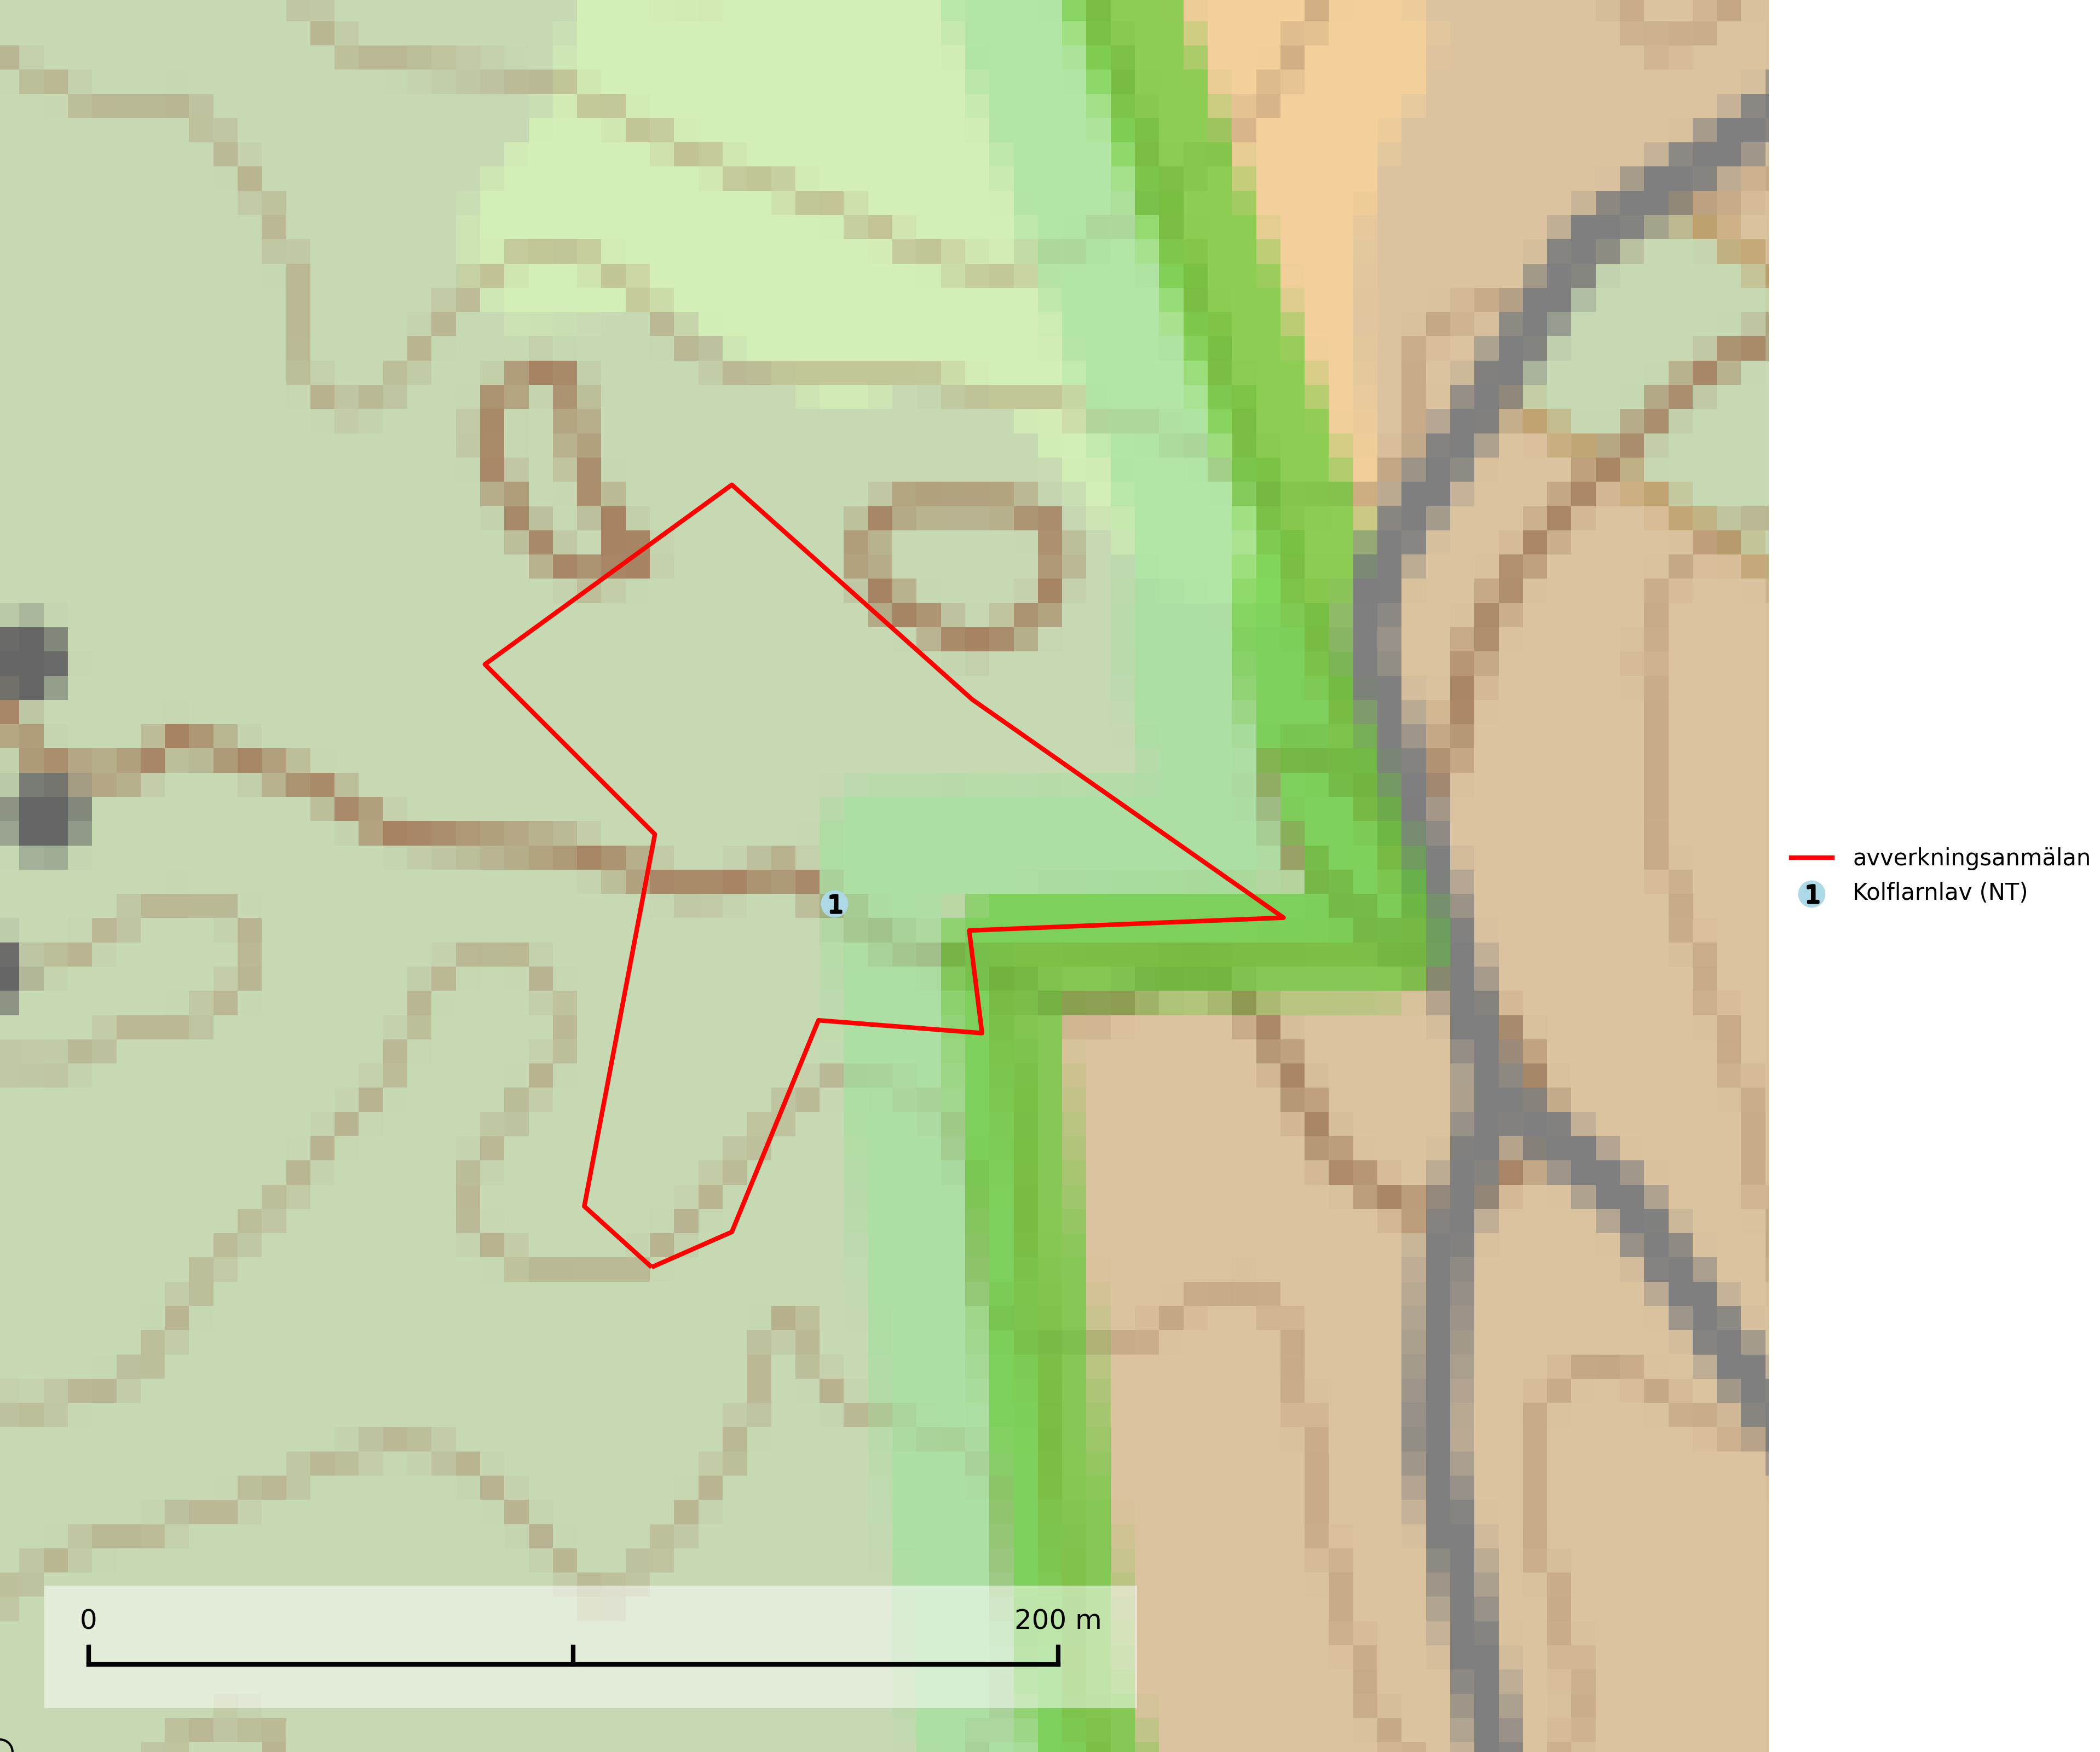 1
avverkningsanmälan
1 Kolflarnlav (NT)
0 200 m